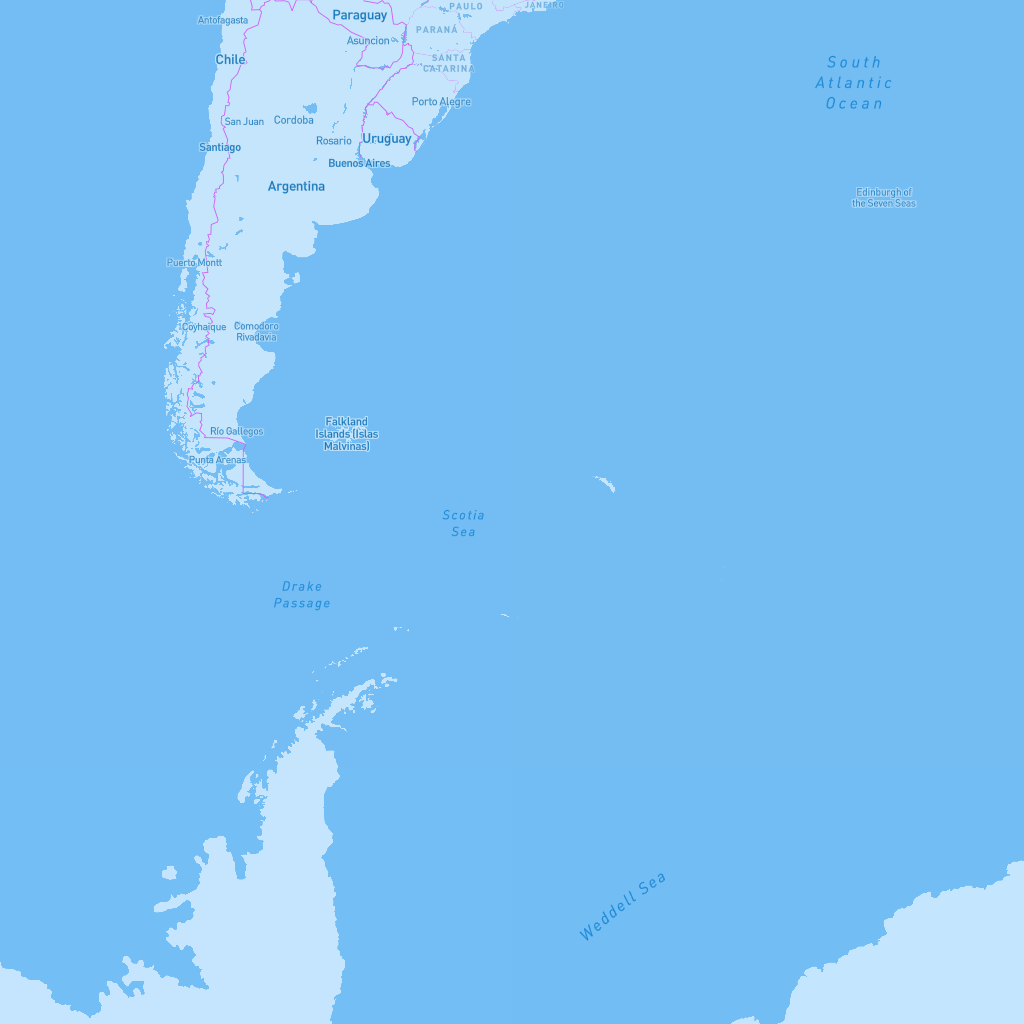 PAULO
JANEIRO
Paraguay
Antofagasta
PARANÁ
Asuncion
Chile
SANTA
CATARINA
South
Atlantic
Ocean
Porto Alegre
San Juan
Cordoba
Rosario
Uruguay
Santiago
Buenos Aires
Argentina
Edinburgh of
the Seven Seas
Puerto Montt
Coyhaique
Comodoro
Rivadavia
Falkland
Islands (Islas
Malvinas)
Río Gallegos
Punta Arenas
Scotia
Sea
Drake
Passage
Weddell Sea